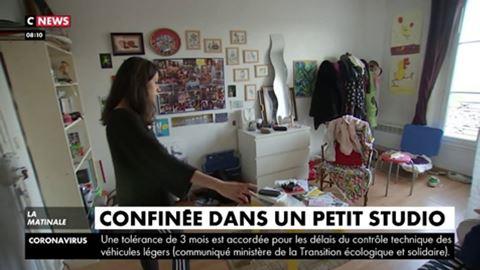 CNEWS
08:10
LA
MATINALE
CONFINÉE DANS UN PETIT STUDIO
CORONAVIRUS
Une tolérance de 3 mois est accordée pour les délais du contrôle technique des
véhicules légers (communiqué ministère de la Transition écologique et solidaire).